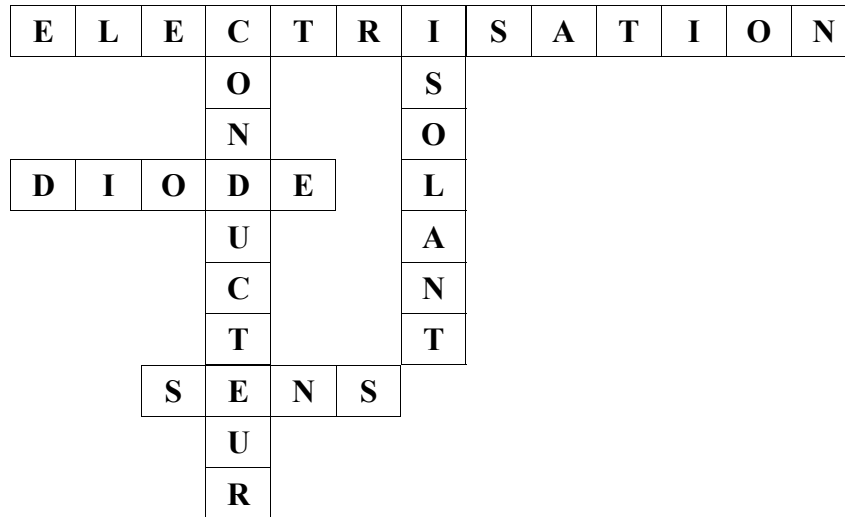 E L E C T R I S A T I O N
O S
N O
D I O D E L
U A
C N
T T
S E N S
U
R